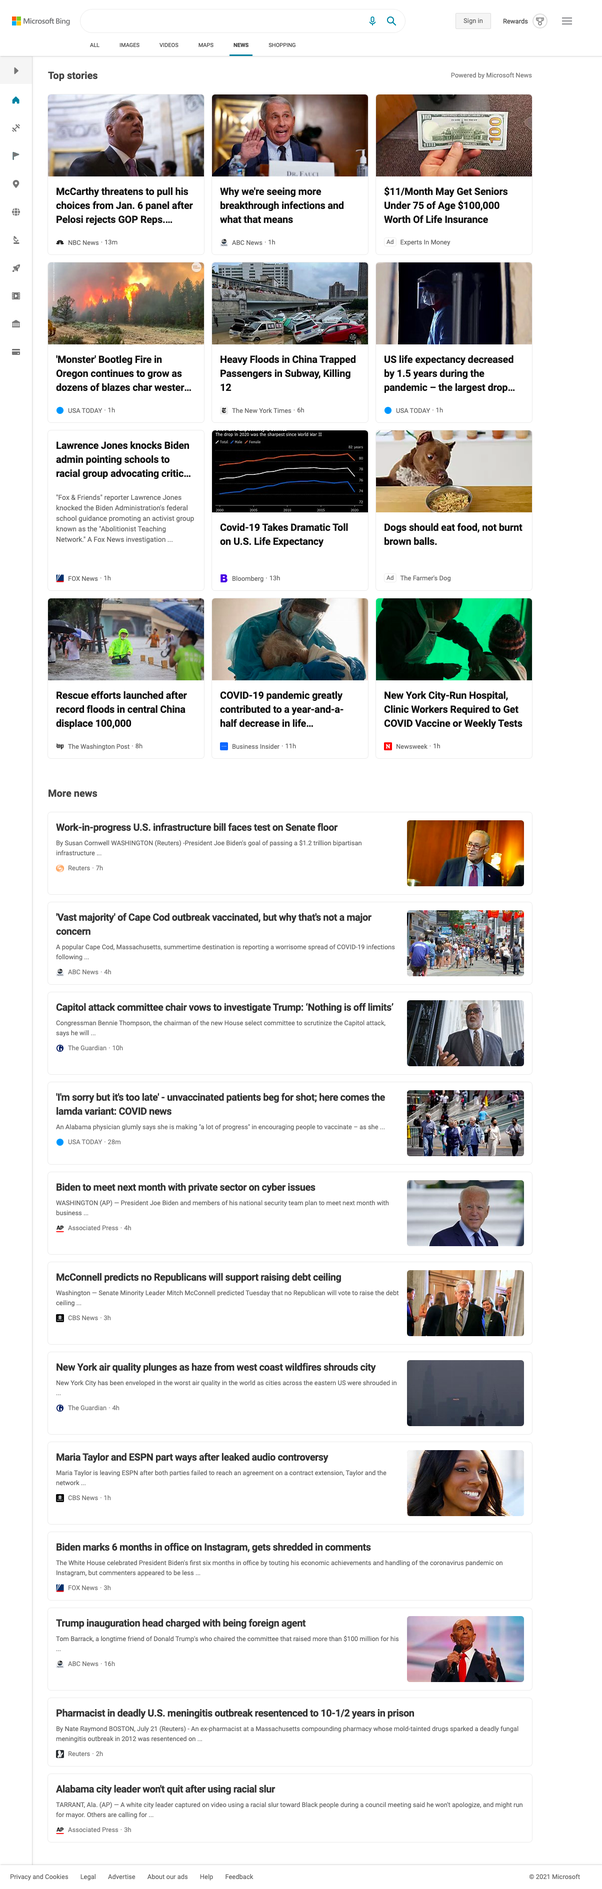 Microsoft Bing
Sign in
Rewards
ALL
IMAGES
VIDEOS
MAPS
NEWS
SHOPPING
Top stories
Powered by Microsoft News
McCarthy threatens to pull his
choices from Jan. 6 panel after
Pelosi rejects GOP Reps....
NBC News · 13m
DR. FAUCI
Why we're seeing more
breakthrough infections and
what that means
ABC News · 1h
100
$11/Month May Get Seniors
Under 75 of Age $100,000
Worth Of Life Insurance
Ad Experts In Money
'Monster' Bootleg Fire in
Oregon continues to grow as
dozens of blazes char wester...
USA TODAY · 1h
Heavy Floods in China Trapped
Passengers in Subway, Killing
12
The New York Times · 6h
US life expectancy decreased
by 1.5 years during the
pandemic – the largest drop...
USA TODAY · 1h
Lawrence Jones knocks Biden
admin pointing schools to
racial group advocating critic...
"Fox & Friends" reporter Lawrence Jones
knocked the Biden Administration's federal
school guidance promoting an activist group
known as the "Abolitionist Teaching
Network." A Fox News investigation ...
FOX News · 1h
The drop in 2020 was the sharpest since World War II
Covid-19 Takes Dramatic Toll
on U.S. Life Expectancy
Bloomberg · 13h
Dogs should eat food, not burnt
brown balls.
Ad The Farmer's Dog
Rescue efforts launched after
record floods in central China
displace 100,000
wp The Washington Post · 8h
COVID-19 pandemic greatly
contributed to a year-and-a-
half decrease in life...
Business Insider · 11h
New York City-Run Hospital,
Clinic Workers Required to Get
COVID Vaccine or Weekly Tests
N Newsweek · 1h
More news
Work-in-progress U.S. infrastructure bill faces test on Senate floor
By Susan Cornwell WASHINGTON (Reuters) -President Joe Biden's goal of passing a $1.2 trillion bipartisan
infrastructure ...
Reuters · 7h
'Vast majority' of Cape Cod outbreak vaccinated, but why that's not a major
concern
A popular Cape Cod, Massachusetts, summertime destination is reporting a worrisome spread of COVID-19 infections
following ...
ABC News · 4h
Capitol attack committee chair vows to investigate Trump: 'Nothing is off limits'
Congressman Bennie Thompson, the chairman of the new House select committee to scrutinize the Capitol attack,
says he will ...
The Guardian · 10h
'I'm sorry but it's too late' - unvaccinated patients beg for shot; here comes the
lamda variant: COVID news
An Alabama physician glumly says she is making "a lot of progress" in encouraging people to vaccinate – as she ...
USA TODAY · 28m
Biden to meet next month with private sector on cyber issues
WASHINGTON (AP) — President Joe Biden and members of his national security team plan to meet next month with
business ...
AP Associated Press · 4h
McConnell predicts no Republicans will support raising debt ceiling
Washington — Senate Minority Leader Mitch McConnell predicted Tuesday that no Republican will vote to raise the debt
ceiling ...
CBS News · 3h
New York air quality plunges as haze from west coast wildfires shrouds city
New York City has been enveloped in the worst air quality in the world as cities across the eastern US were shrouded in
...
The Guardian · 4h
Maria Taylor and ESPN part ways after leaked audio controversy
Maria Taylor is leaving ESPN after both parties failed to reach an agreement on a contract extension, Taylor and the
network ...
CBS News · 1h
Biden marks 6 months in office on Instagram, gets shredded in comments
The White House celebrated President Biden's first six months in office by touting his economic achievements and handling of the coronavirus pandemic on
Instagram, but commenters appeared to be less ...
FOX News · 3h
Trump inauguration head charged with being foreign agent
Tom Barrack, a longtime friend of Donald Trump's who chaired the committee that raised more than $100 million for his
...
ABC News · 16h
Pharmacist in deadly U.S. meningitis outbreak resentenced to 10-1/2 years in prison
By Nate Raymond BOSTON, July 21 (Reuters) - An ex-pharmacist at a Massachusetts compounding pharmacy whose mold-tainted drugs sparked a deadly fungal
meningitis outbreak in 2012 was resentenced on ...
Reuters · 2h
Alabama city leader won't quit after using racial slur
TARRANT, Ala. (AP) — A white city leader captured on video using a racial slur toward Black people during a council meeting said he won't apologize, and might run
for mayor. Others are calling for ...
AP Associated Press · 3h
Privacy and Cookies
Legal
Advertise
About our ads
Help
Feedback
© 2021 Microsoft